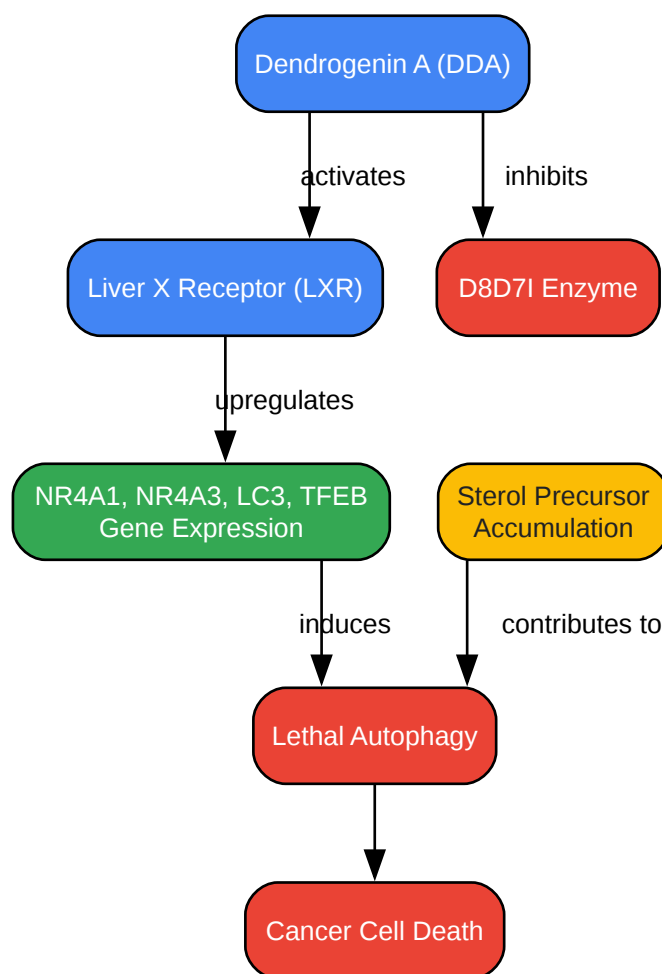 Dendrogenin A (DDA)
activates
inhibits
Liver X Receptor (LXR)
D8D7I Enzyme
upregulates
NR4A1, NR4A3, LC3, TFEB
Gene Expression
Sterol Precursor
Accumulation
induces
contributes to
Lethal Autophagy
Cancer Cell Death